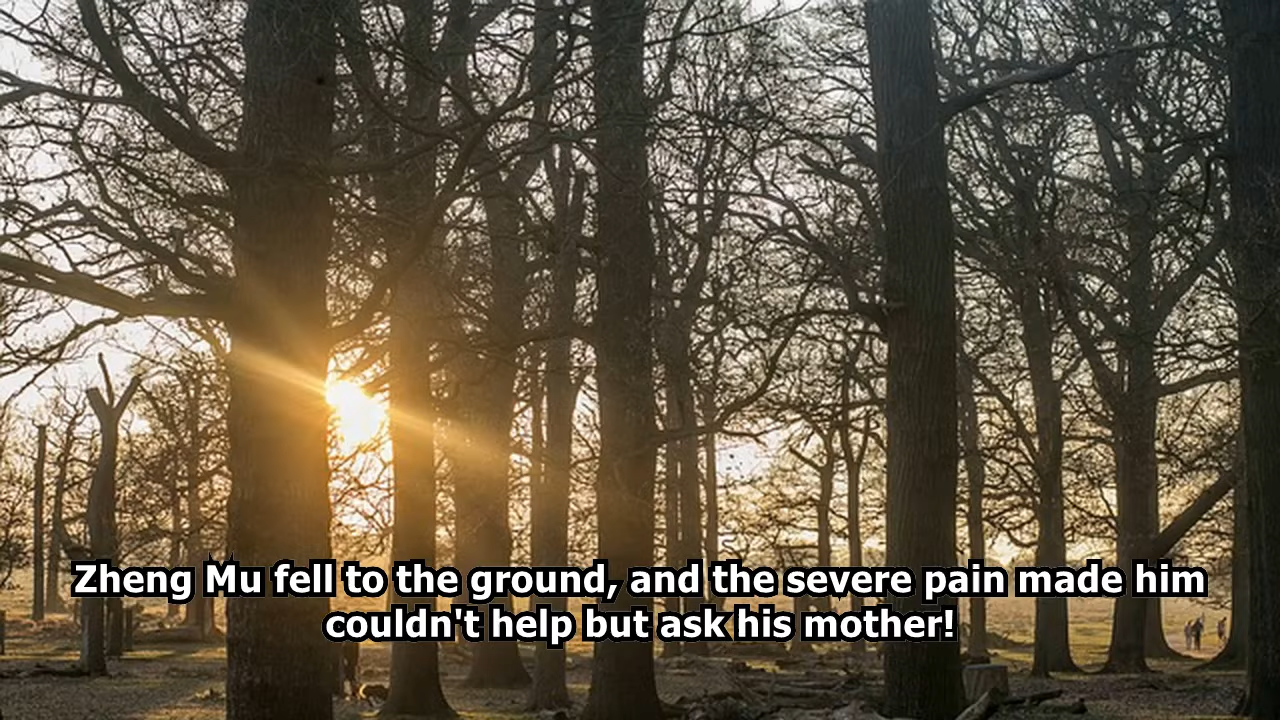 Zheng Mu fell to the ground, and the severe pain made him
couldn't help but ask his mother!